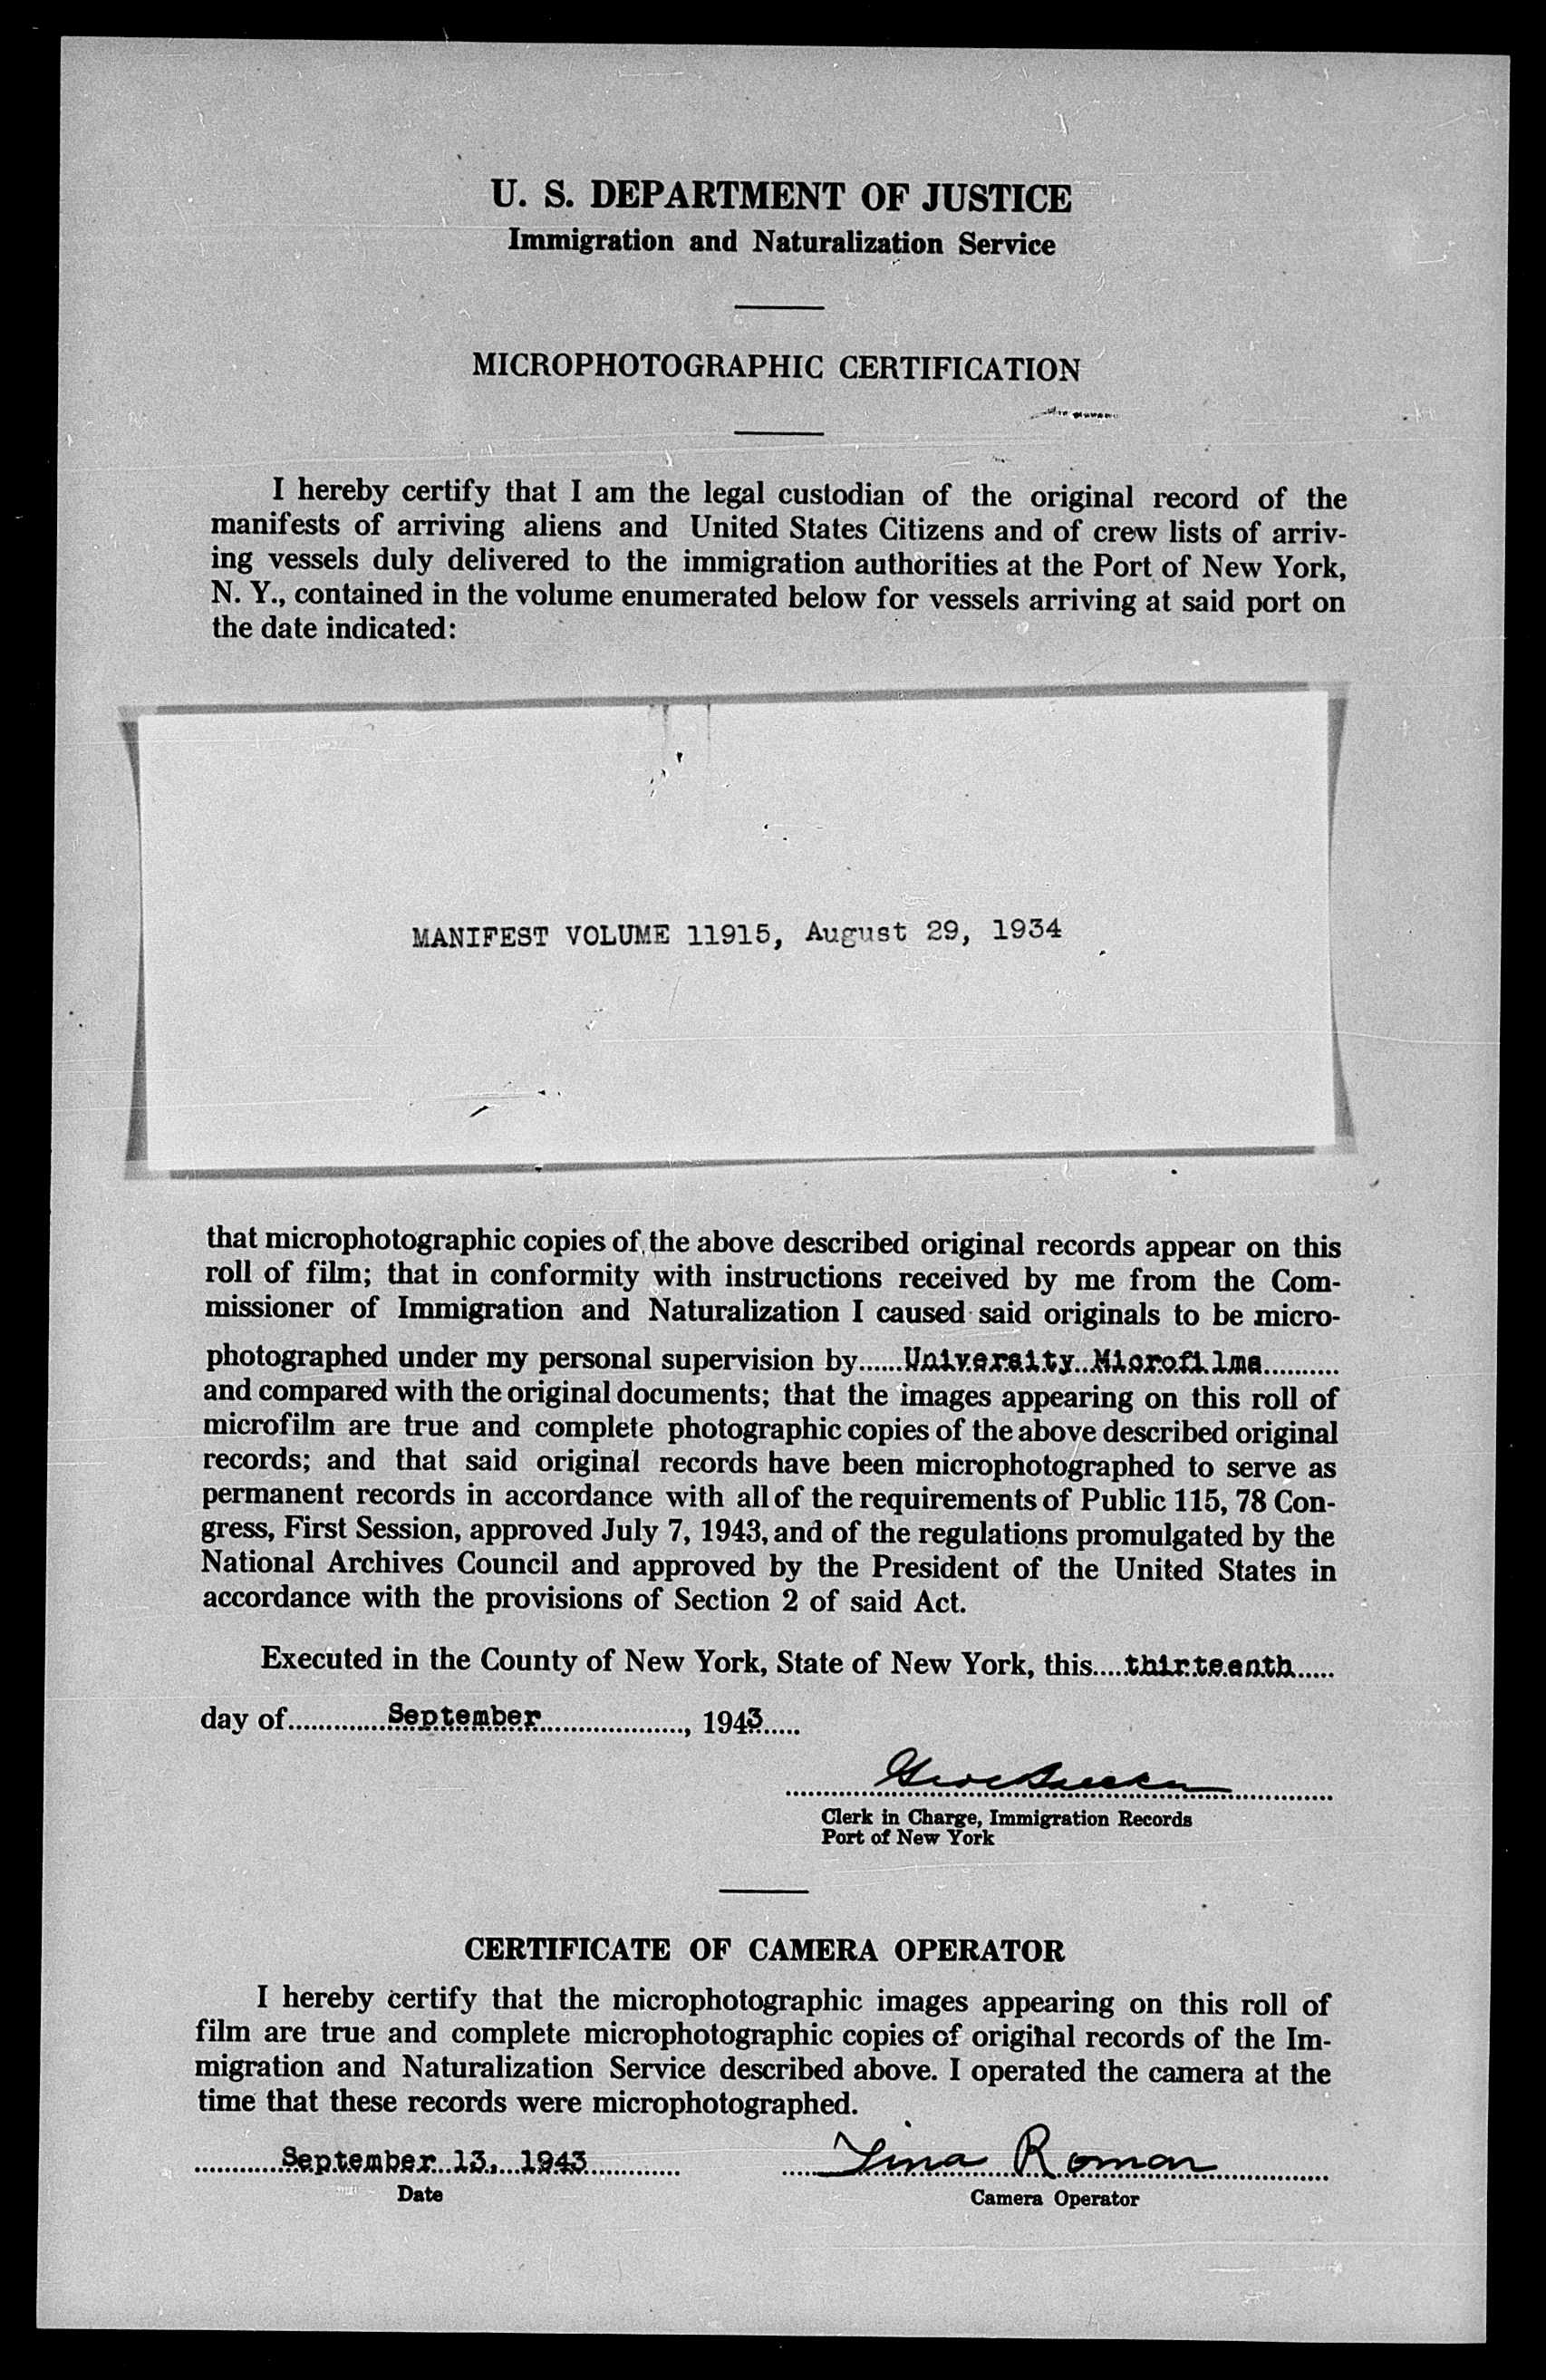 U. S. DEPARTMENT OF JUSTICE
Immigration and Naturalization Service
MICROPHOTOGRAPHIC CERTIFICATION
I hereby certify that I am the legal custodian of the original record of the
manifests of arriving aliens and United States Citizens and of crew lists of arriv-
ing vessels duly delivered to the immigration authorities at the Port of New York,
N. Y., contained in the volume enumerated below for vessels arriving at said port on
the date indicated:
MANIFEST VOLUME 11915, August 29, 1934
that microphotographic copies of the above described original records appear on this
roll of film; that in conformity with instructions received by me from the Com-
missioner of Immigration and Naturalization I caused said originals to be micro-
photographed under my personal supervision by......University Microfilms..........
and compared with the original documents; that the images appearing on this roll of
microfilm are true and complete photographic copies of the above described original
records; and that said original records have been microphotographed to serve as
permanent records in accordance with all of the requirements of Public 115, 78 Con-
gress, First Session, approved July 7, 1943, and of the regulations promulgated by the
National Archives Council and approved by the President of the United States in
accordance with the provisions of Section 2 of said Act.
Executed in the County of New York, State of New York, this....thirteenth.....
day of.............September...................., 1943.....
Clerk in Charge, Immigration Records
Port of New York
CERTIFICATE OF CAMERA OPERATOR
I hereby certify that the microphotographic images appearing on this roll of
film are true and complete microphotographic copies of original records of the Im-
migration and Naturalization Service described above. I operated the camera at the
time that these records were microphotographed.
September 13, 1943 Tina Roman
Date Camera Operator